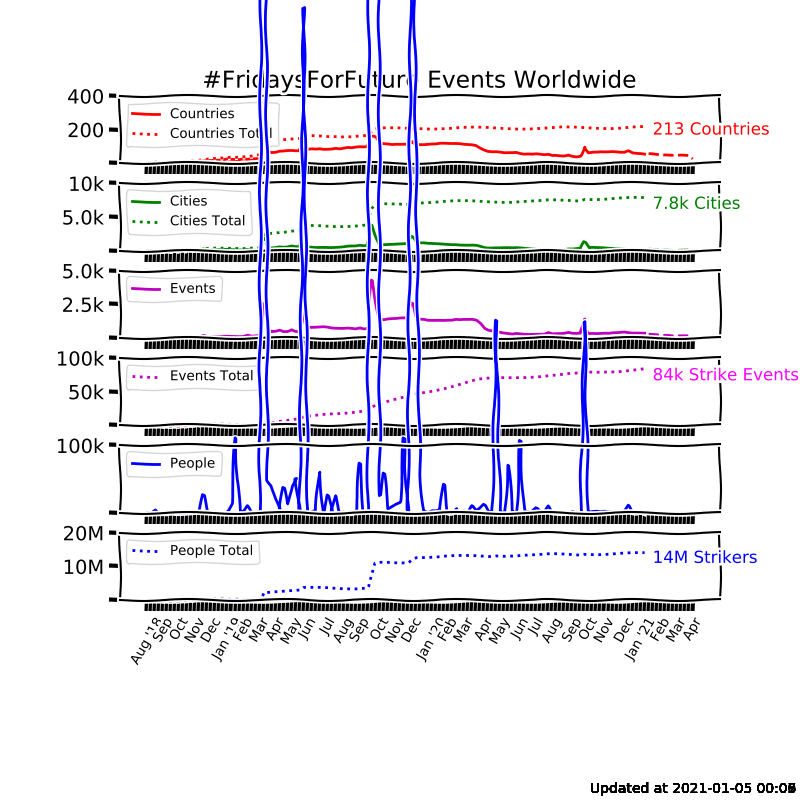 #FridaysForFuture Events Worldwide
400
200
Countries
Countries Total
213 Countries
10k
5.0k
Cities
Cities Total
7.8k Cities
5.0k
2.5k
Events
100k
50k
Events Total
84k Strike Events
100k
People
20M
10M
People Total
14M Strikers
Aug '18 Sep Oct Nov Dec Jan '19 Feb Mar Apr May Jun Jul Aug Sep Oct Nov Dec Jan '20 Feb Mar Apr May Jun Jul Aug Sep Oct Nov Dec Jan '21 Feb Mar Apr
Updated at 2021-01-05